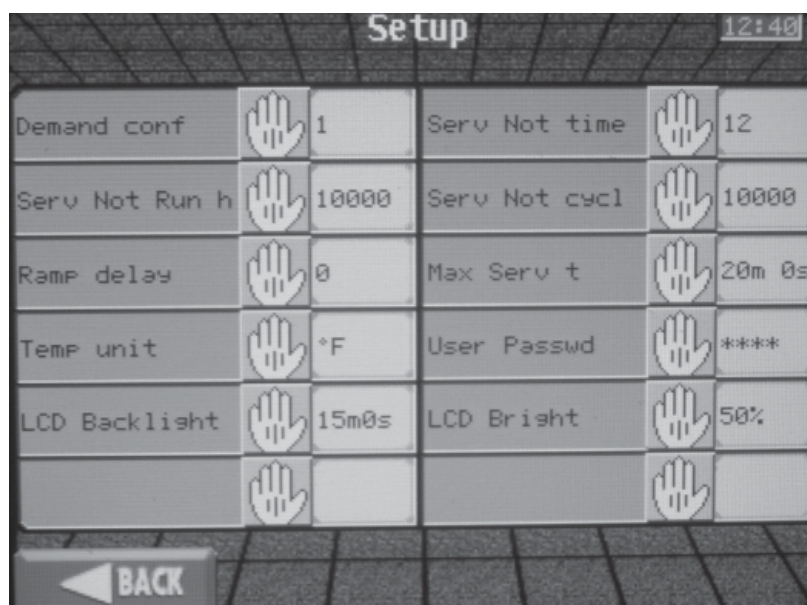 Setup 12:40
Demand conf 1 Serv Not time 12
Serv Not Run h 10000 Serv Not cycl 10000
Ramp delay 0 Max Serv t 20m 0s
Temp unit °F User Passwd ****
LCD Backlight 15m0s LCD Bright 50%
BACK